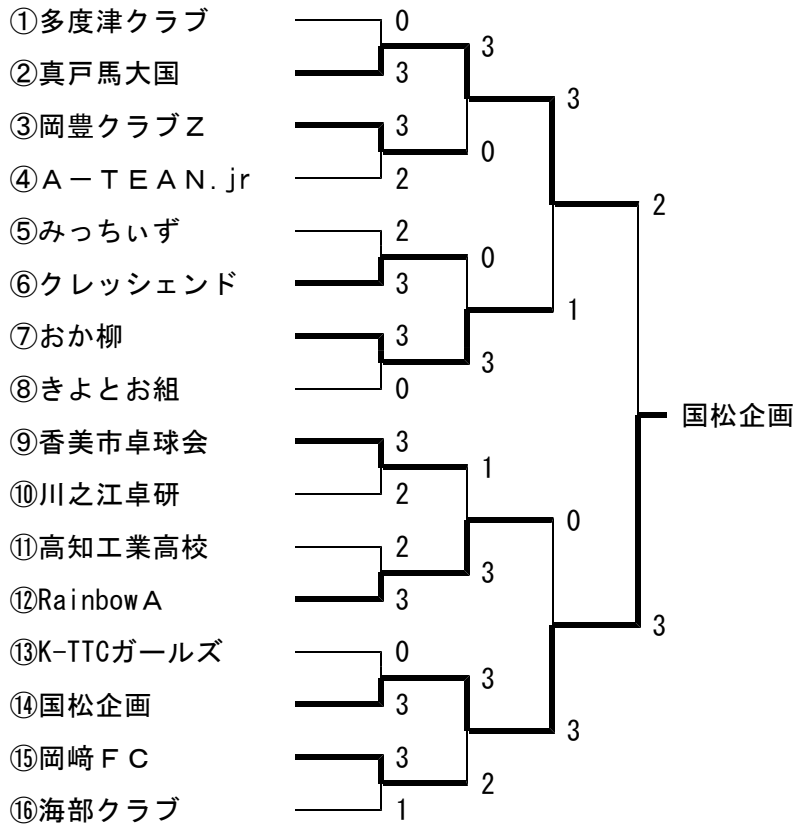 ①多度津クラブ
0
3
②真戸馬大国
3
3
③岡豊クラブＺ
3
0
④Ａ－ＴＥＡＮ.jr
2
2
⑤みっちぃず
2
0
⑥クレッシェンド
3
1
⑦おか柳
3
3
⑧きよとお組
0
国松企画
⑨香美市卓球会
3
1
⑩川之江卓研
2
0
⑪高知工業高校
2
3
⑫RainbowＡ
3
3
⑬K-TTCガールズ
0
3
⑭国松企画
3
3
⑮岡﨑ＦＣ
3
2
⑯海部クラブ
1